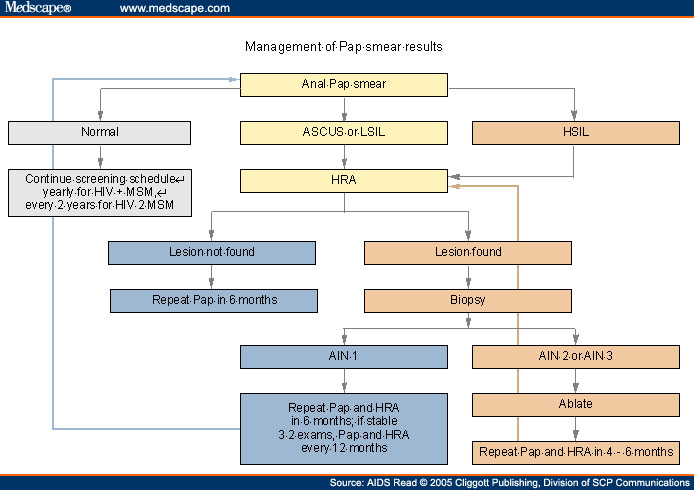 Medscape® www.medscape.com
Management of Pap smear results
Anal Pap smear
Normal
ASCUS or LSIL
HSIL
Continue screening schedule↵
yearly for HIV + MSM,↵
every 2 years for HIV 2 MSM
HRA
Lesion not found
Lesion found
Repeat Pap in 6 months
Biopsy
AIN 1
AIN 2 or AIN 3
Repeat Pap and HRA
in 6 months; if stable
3 2 exams, Pap and HRA
every 12 months
Ablate
Repeat Pap and HRA in 4 - 6 months
Source: AIDS Read © 2005 Cliggott Publishing, Division of SCP Communications